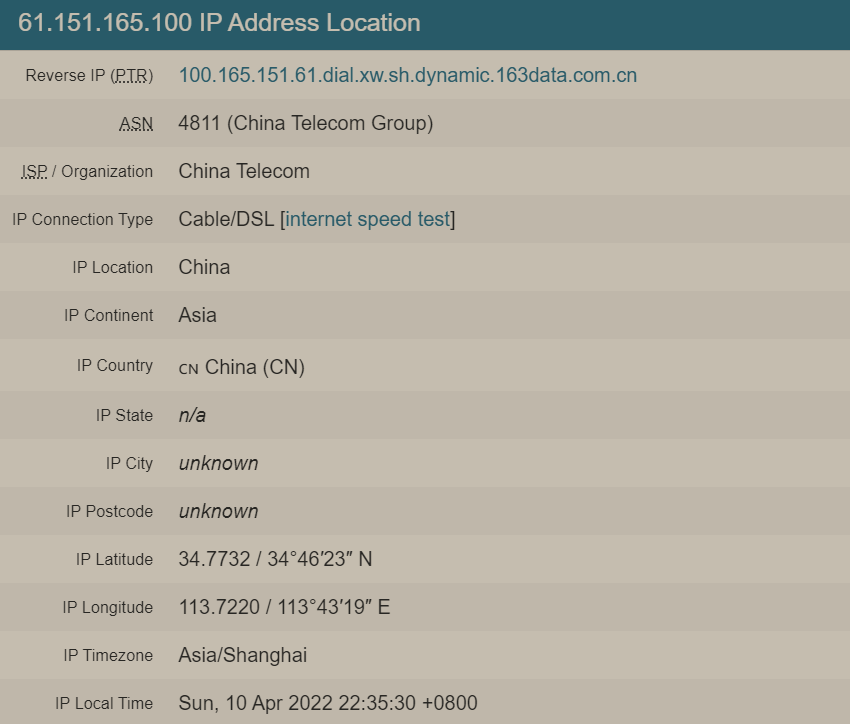 61.151.165.100 IP Address Location
Reverse IP (PTR) 100.165.151.61.dial.xw.sh.dynamic.163data.com.cn
ASN 4811 (China Telecom Group)
ISP / Organization China Telecom
IP Connection Type Cable/DSL [internet speed test]
IP Location China
IP Continent Asia
IP Country CN China (CN)
IP State n/a
IP City unknown
IP Postcode unknown
IP Latitude 34.7732 / 34°46′23″ N
IP Longitude 113.7220 / 113°43′19″ E
IP Timezone Asia/Shanghai
IP Local Time Sun, 10 Apr 2022 22:35:30 +0800